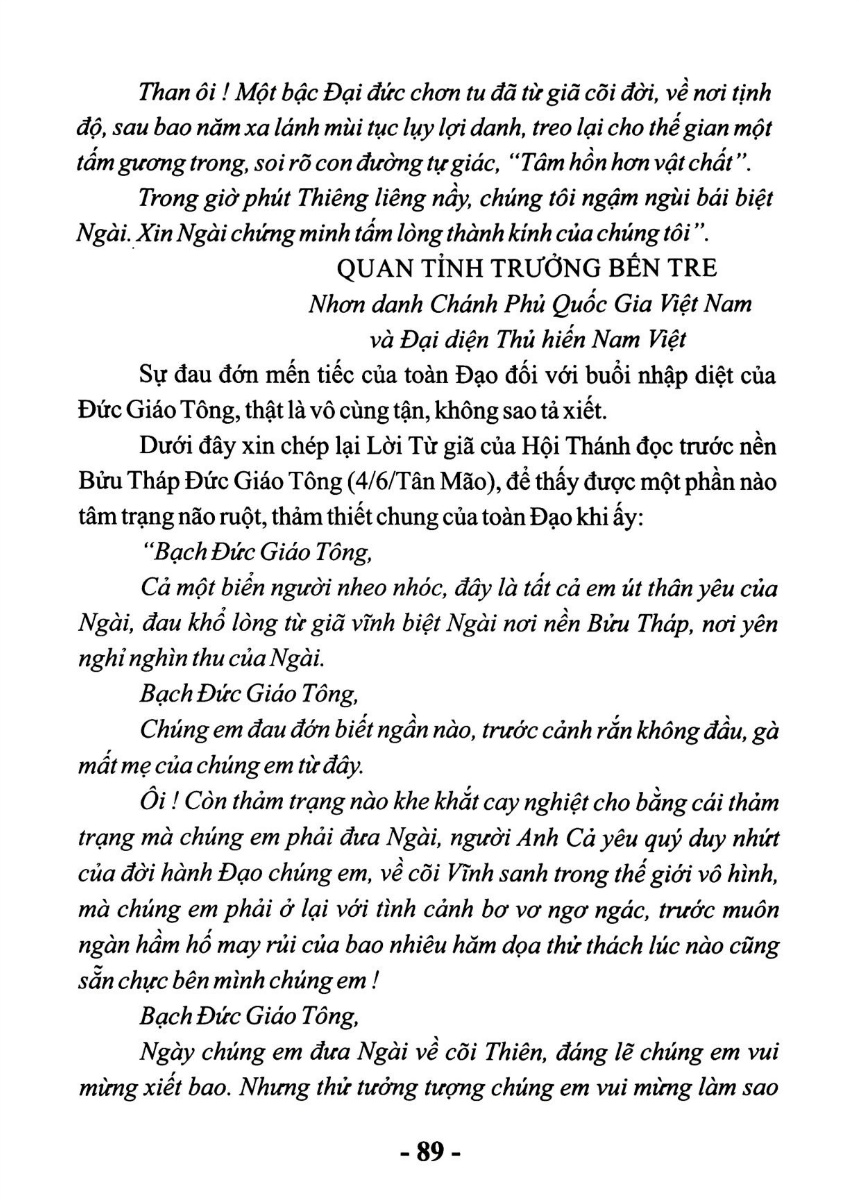 Than ôi ! Một bậc Đại đức chơn tu đã từ giã cõi đời, về nơi tịnh
độ, sau bao năm xa lánh mùi tục lụy lợi danh, treo lại cho thế gian một
tấm gương trong, soi rõ con đường tự giác, “Tâm hồn hơn vật chất”.
Trong giờ phút Thiêng liêng nầy, chúng tôi ngậm ngùi bái biệt
Ngài. Xin Ngài chứng minh tấm lòng thành kính của chúng tôi”.
QUAN TỈNH TRƯỞNG BẾN TRE
Nhơn danh Chánh Phủ Quốc Gia Việt Nam
và Đại diện Thủ hiến Nam Việt
Sự đau đớn mến tiếc của toàn Đạo đối với buổi nhập diệt của
Đức Giáo Tông, thật là vô cùng tận, không sao tả xiết.
Dưới đây xin chép lại Lời Từ giã của Hội Thánh đọc trước nền
Bửu Tháp Đức Giáo Tông (4/6/Tân Mão), để thấy được một phần nào
tâm trạng não ruột, thảm thiết chung của toàn Đạo khi ấy:
“Bạch Đức Giáo Tông,
Cả một biển người nheo nhóc, đây là tất cả em út thân yêu của
Ngài, đau khổ lòng từ giã vĩnh biệt Ngài nơi nền Bửu Tháp, nơi yên
nghỉ nghìn thu của Ngài.
Bạch Đức Giáo Tông,
Chúng em đau đớn biết ngần nào, trước cảnh rắn không đầu, gà
mất mẹ của chúng em từ đây.
Ôi ! Còn thảm trạng nào khe khắt cay nghiệt cho bằng cái thảm
trạng mà chúng em phải đưa Ngài, người Anh Cả yêu quý duy nhứt
của đời hành Đạo chúng em, về cõi Vĩnh sanh trong thế giới vô hình,
mà chúng em phải ở lại với tình cảnh bơ vơ ngơ ngác, trước muôn
ngàn hầm hố may rủi của bao nhiêu hăm dọa thử thách lúc nào cũng
sẵn chực bên mình chúng em !
Bạch Đức Giáo Tông,
Ngày chúng em đưa Ngài về cõi Thiên, đáng lẽ chúng em vui
mừng xiết bao. Nhưng thử tưởng tượng chúng em vui mừng làm sao
- 89 -